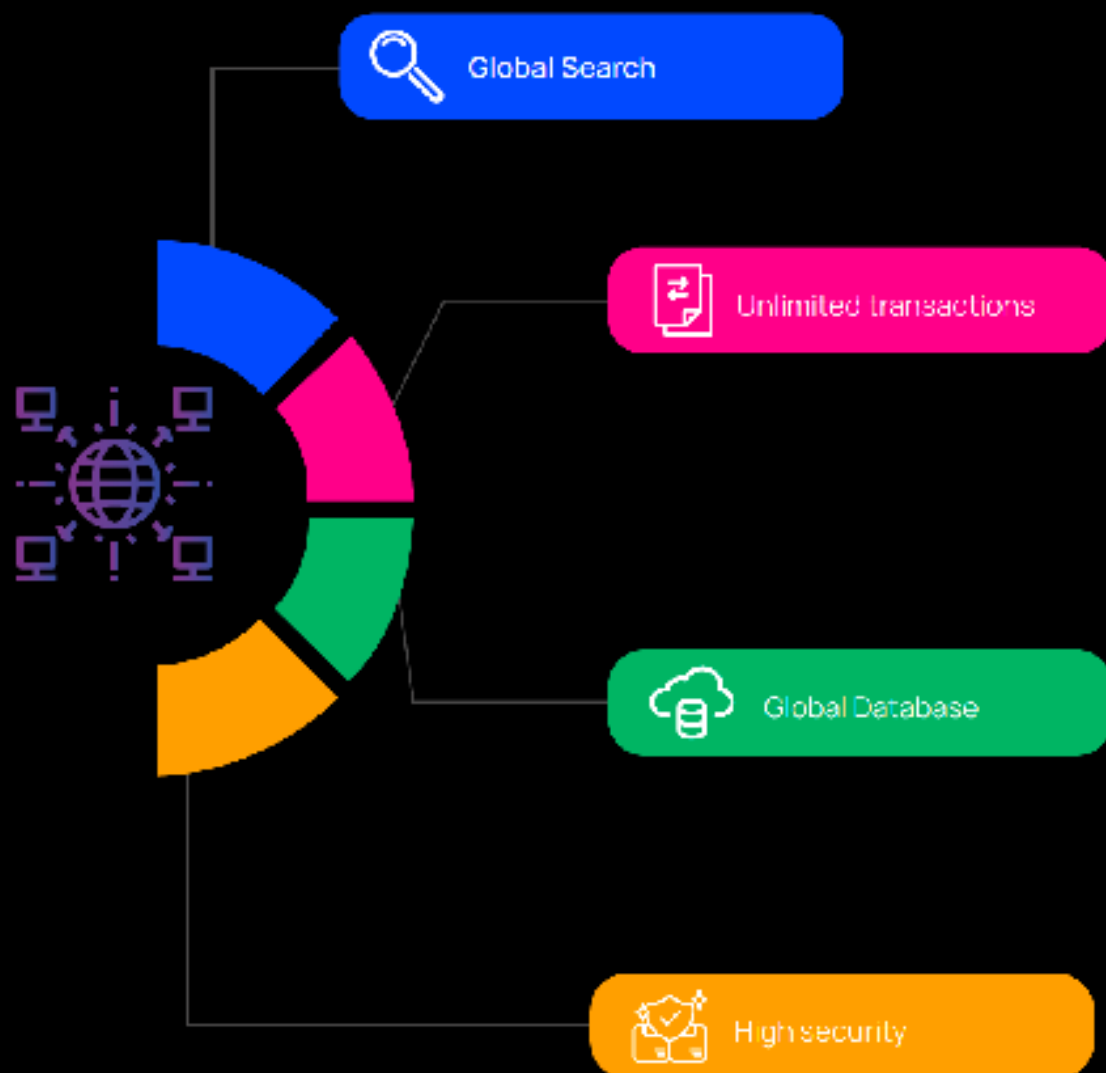 Global Search
Unlimited transactions
Global Database
High security